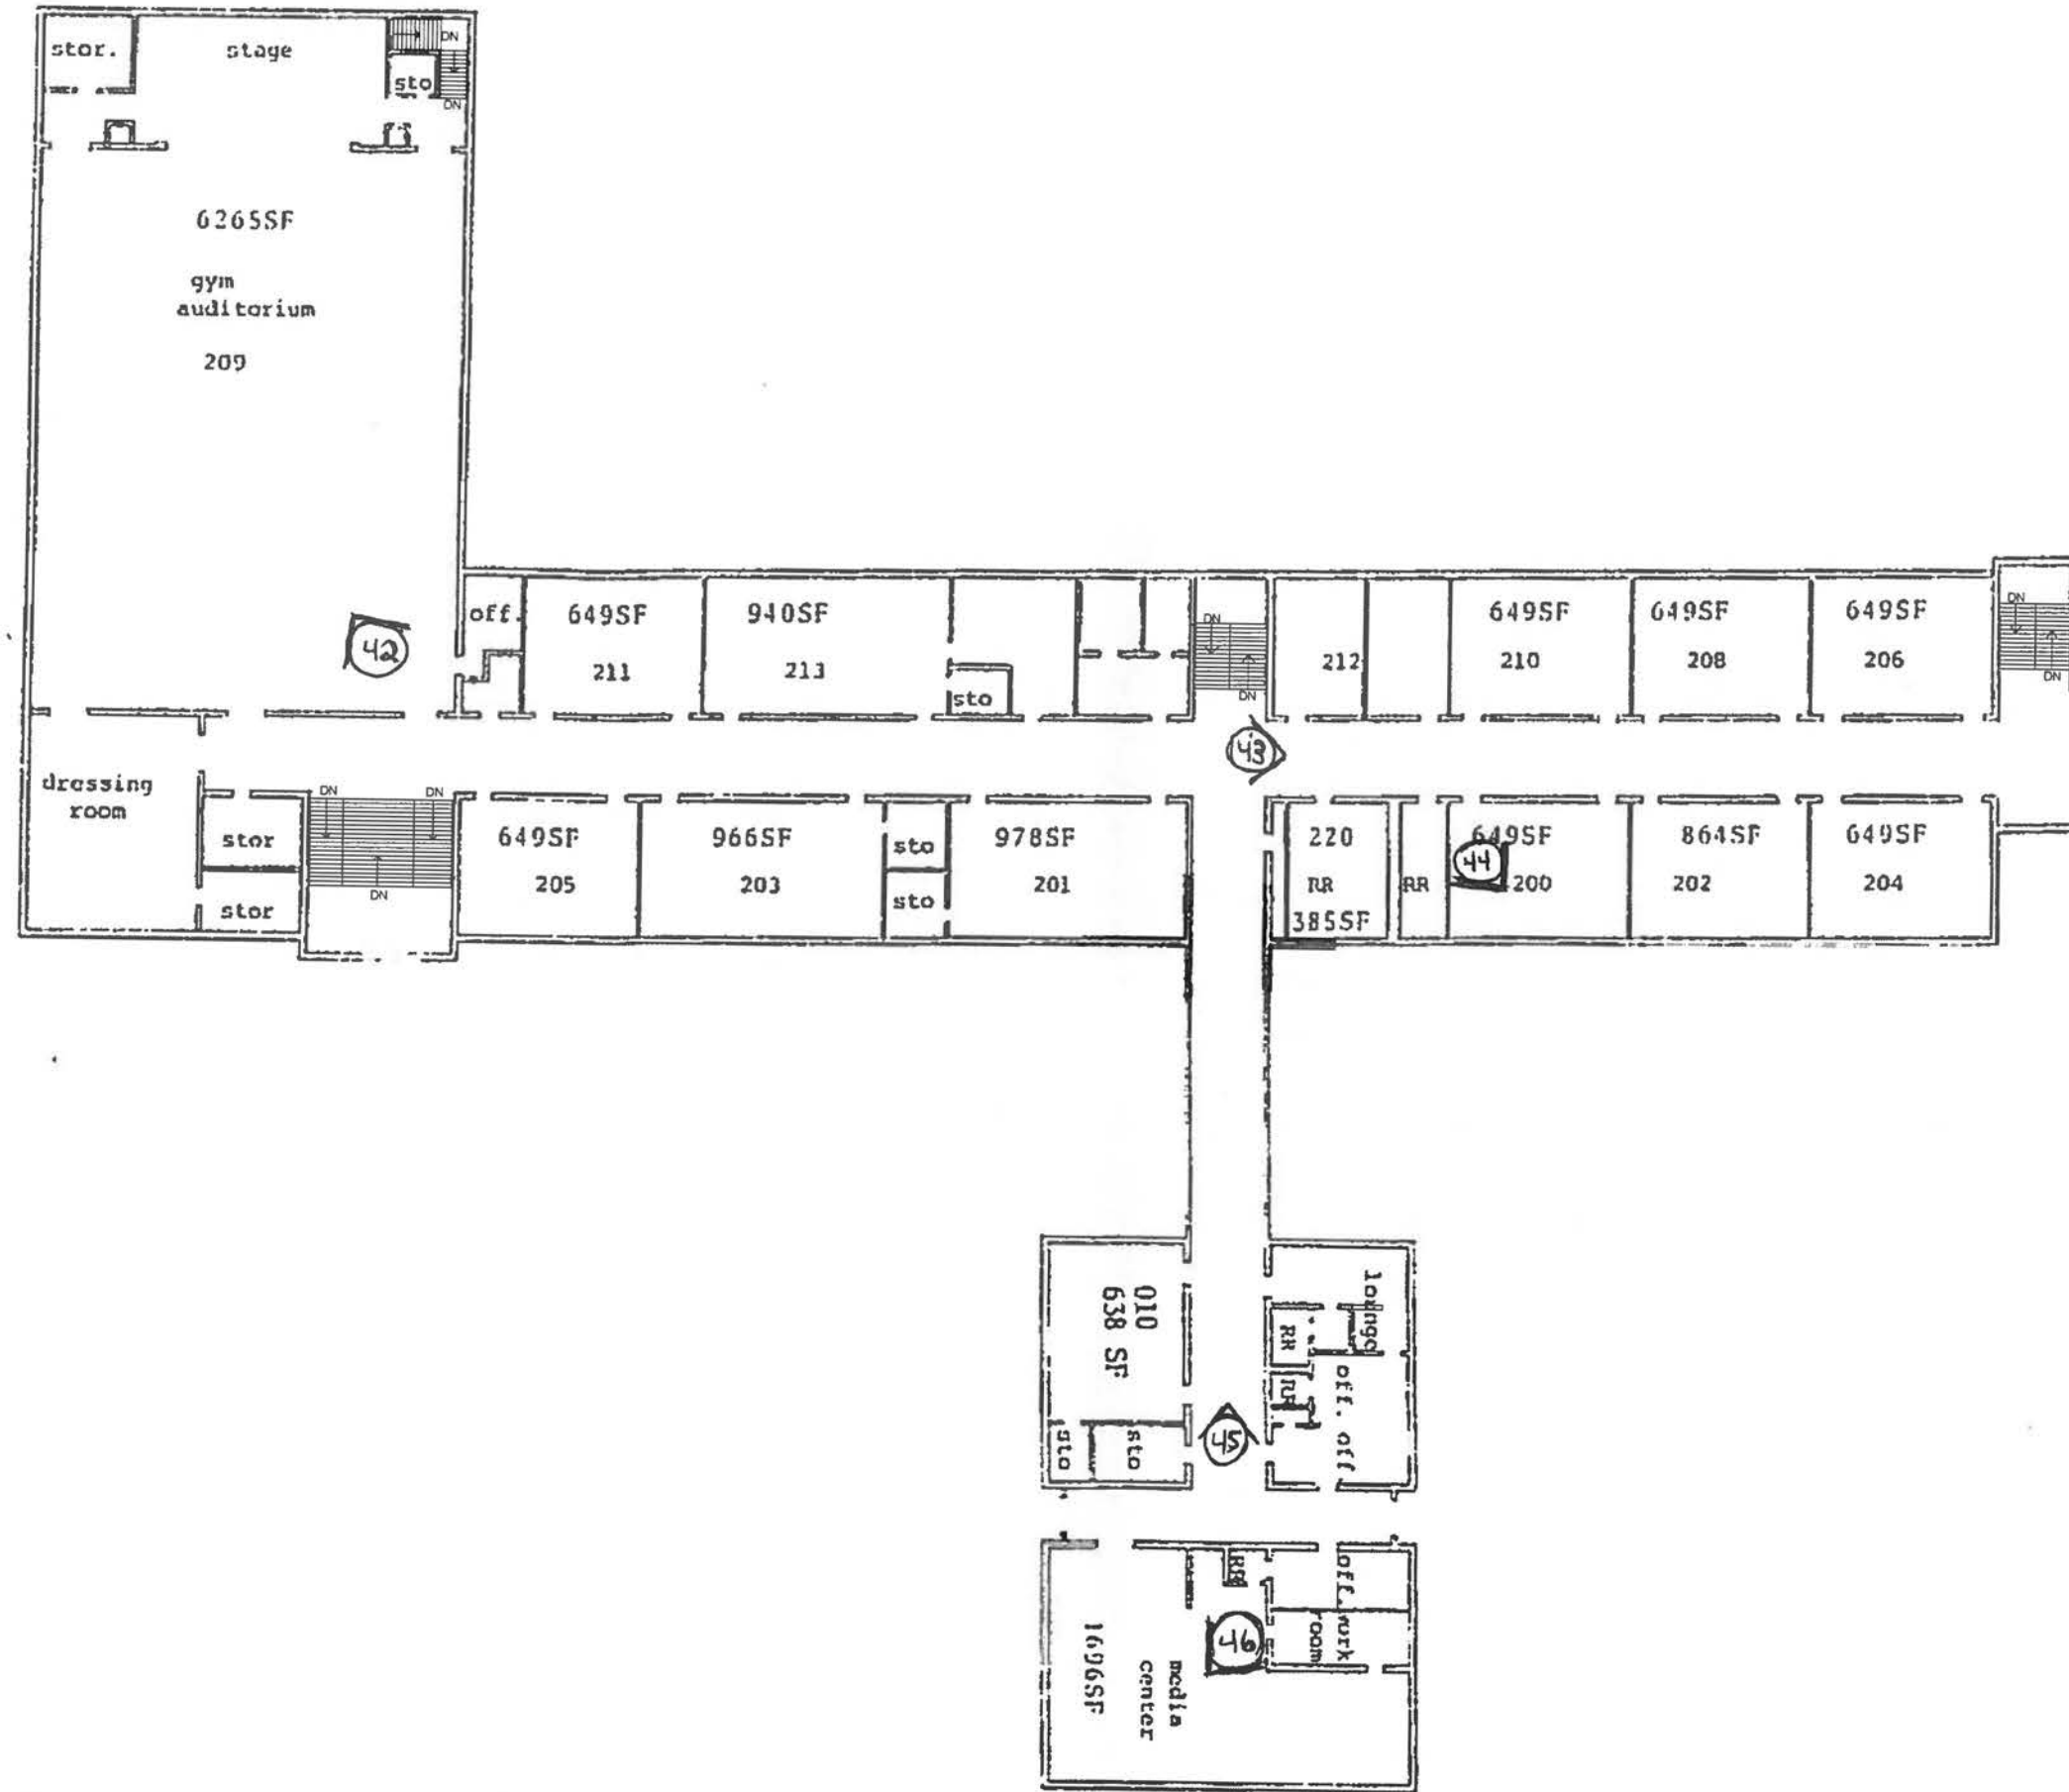 stor.
stage
DN
sto
DN
6265SF
gym
auditorium
209
42
off.
649SF
211
940SF
213
sto
DN
DN
212
649SF
210
649SF
208
649SF
206
DN
DN
43
dressing
room
stor
stor
DN
DN
DN
649SF
205
966SF
203
sto
sto
978SF
201
220
RR
385SF
RR
649SF
44
200
864SF
202
649SF
204
010
638 SF
sto
sto
lounge
RR
RR
off. off
45
RR
off.
work
room
46
media
center
1696SF